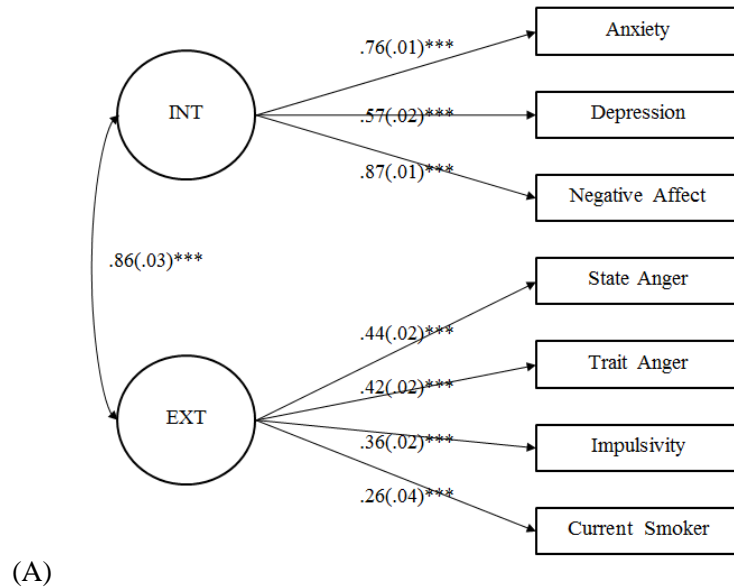 Anxiety
.76(.01)***
INT
.57(.02)***
Depression
.87(.01)***
Negative Affect
.86(.03)***
State Anger
.44(.02)***
Trait Anger
.42(.02)***
EXT
.36(.02)***
Impulsivity
.26(.04)***
Current Smoker
(A)